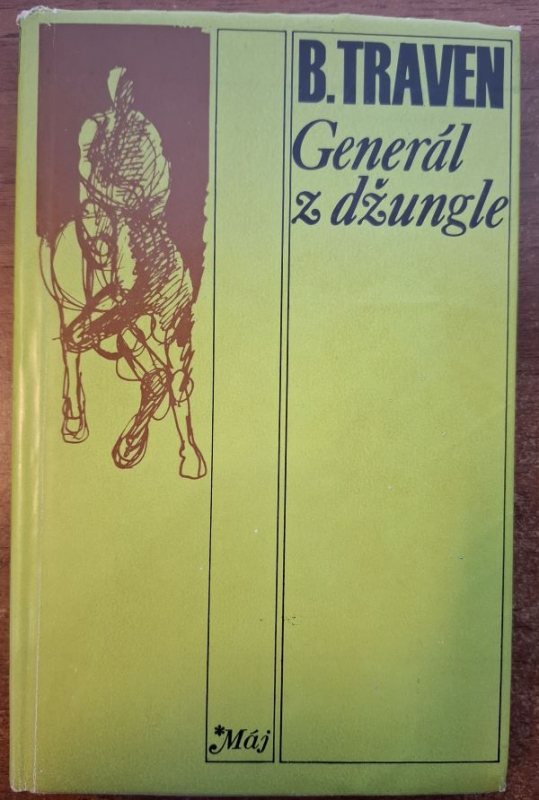 B.TRAVEN
Generál
z džungle
*Máj